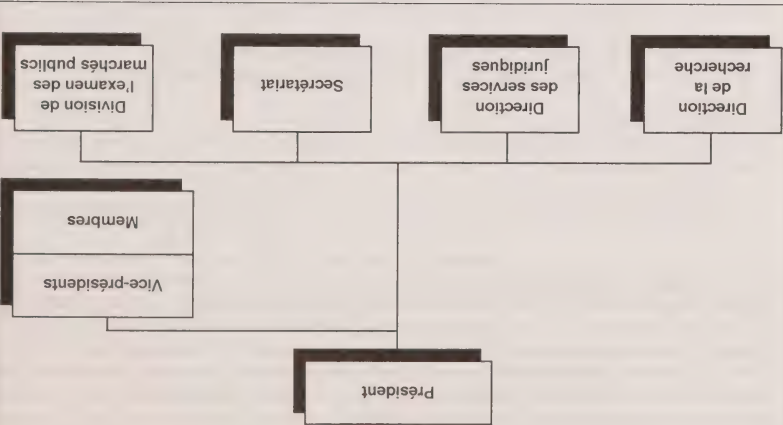 Président
Vice-présidents
Membres
Direction
de la
recherche
Direction
des services
juridiques
Secrétariat
Division de
l'examen des
marchés publics